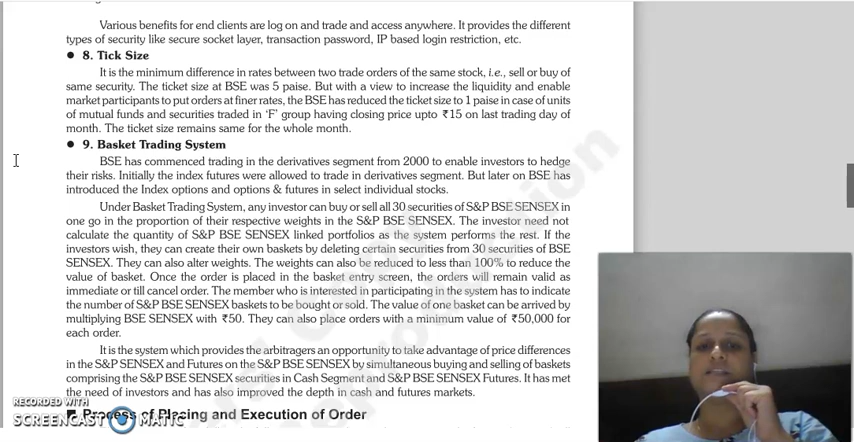 Various benefits for end clients are log on and trade and access anywhere. It provides the different
types of security like secure socket layer, transaction password, IP based login restriction, etc.
● 8. Tick Size
It is the minimum difference in rates between two trade orders of the same stock, i.e., sell or buy of
same security. The ticket size at BSE was 5 paise. But with a view to increase the liquidity and enable
market participants to put orders at finer rates, the BSE has reduced the ticket size to 1 paise in case of units
of mutual funds and securities traded in 'F' group having closing price upto ₹15 on last trading day of
month. The ticket size remains same for the whole month.
● 9. Basket Trading System
BSE has commenced trading in the derivatives segment from 2000 to enable investors to hedge
their risks. Initially the index futures were allowed to trade in derivatives segment. But later on BSE has
introduced the Index options and options & futures in select individual stocks.
Under Basket Trading System, any investor can buy or sell all 30 securities of S&P BSE SENSEX in
one go in the proportion of their respective weights in the S&P BSE SENSEX. The investor need not
calculate the quantity of S&P BSE SENSEX linked portfolios as the system performs the rest. If the
investors wish, they can create their own baskets by deleting certain securities from 30 securities of BSE
SENSEX. They can also alter weights. The weights can also be reduced to less than 100% to reduce the
value of basket. Once the order is placed in the basket entry screen, the orders will remain valid as
immediate or till cancel order. The member who is interested in participating in the system has to indicate
the number of S&P BSE SENSEX baskets to be bought or sold. The value of one basket can be arrived by
multiplying BSE SENSEX with ₹50. They can also place orders with a minimum value of ₹50,000 for
each order.
It is the system which provides the arbitragers an opportunity to take advantage of price differences
in the S&P SENSEX and Futures on the S&P BSE SENSEX by simultaneous buying and selling of baskets
comprising the S&P BSE SENSEX securities in Cash Segment and S&P BSE SENSEX Futures. It has met
the need of investors and has also improved the depth in cash and futures markets.
Process of Placing and Execution of Order
RECORDED WITH
SCREENCAST MATIC